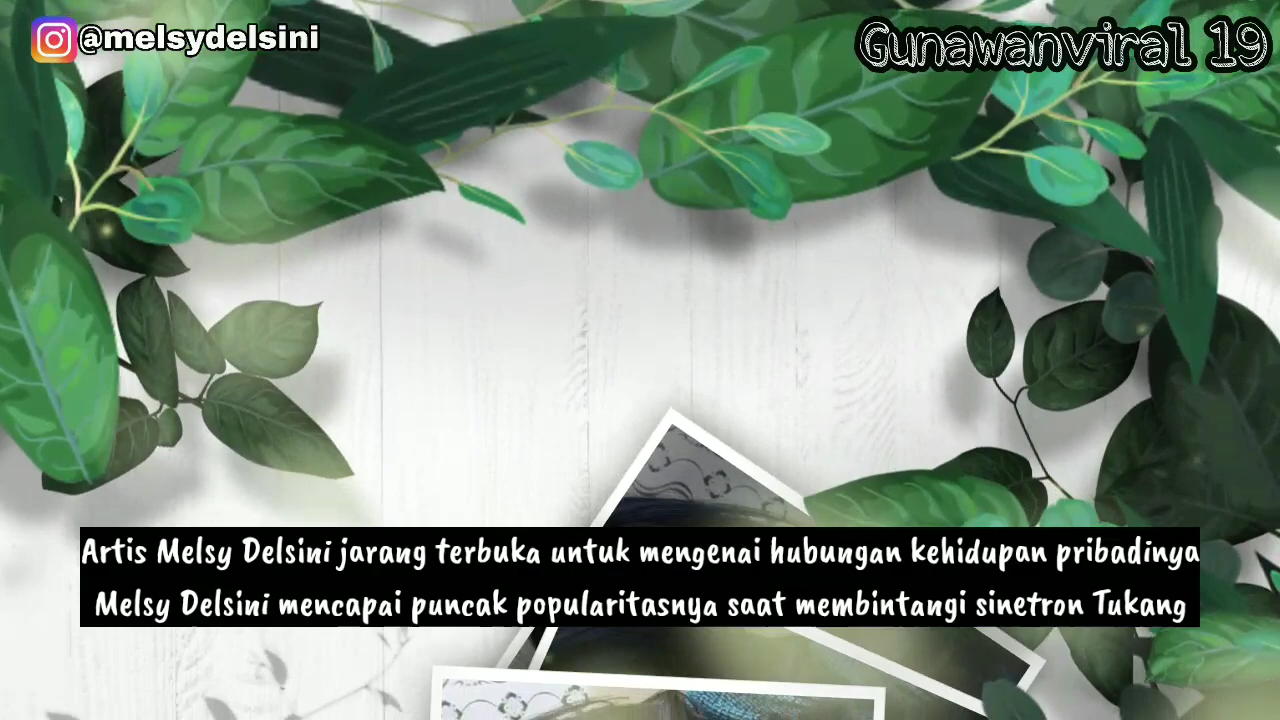 @melsydelsini
Gunawanviral 19
Artis Melsy Delsini jarang terbuka untuk mengenai hubungan kehidupan pribadinya
Melsy Delsini mencapai puncak popularitasnya saat membintangi sinetron Tukang